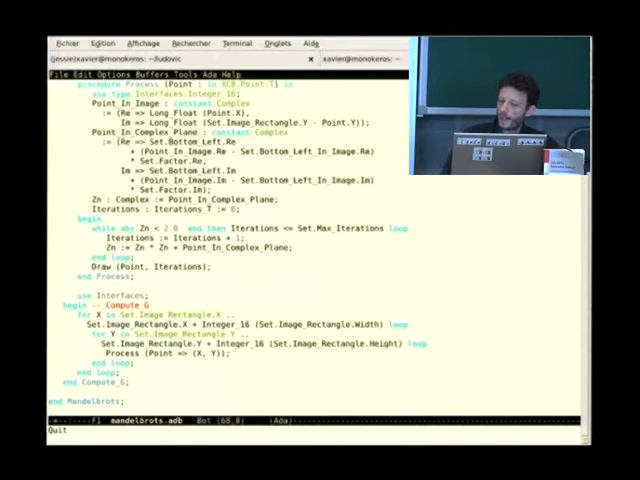 Fichier Edition Affichage Rechercher Terminal Onglets Aide
(jessie)xavier@monokeros: ~/ludovic × xavier@monokeros: ~
File Edit Options Buffers Tools Ada Help
procedure Process (Point : in XCB.Point_T) is
use type Interfaces.Integer_16;
Point_In_Image : constant Complex
:= (Re => Long_Float (Point.X),
Im => Long_Float (Set.Image_Rectangle.Y - Point.Y));
Point_In_Complex_Plane : constant Complex
:= (Re => Set.Bottom_Left.Re
+ (Point_In_Image.Re - Set.Bottom_Left_In_Image.Re)
* Set.Factor.Re,
Im => Set.Bottom_Left.Im
+ (Point_In_Image.Im - Set.Bottom_Left_In_Image.Im)
* Set.Factor.Im);
Zn : Complex := Point_In_Complex_Plane;
Iterations : Iterations_T := 0;
begin
while abs Zn < 2.0 and then Iterations <= Set.Max_Iterations loop
Iterations := Iterations + 1;
Zn := Zn * Zn + Point_In_Complex_Plane;
end loop;
Draw (Point, Iterations);
end Process;
use Interfaces;
begin -- Compute_G
for X in Set.Image_Rectangle.X ..
Set.Image_Rectangle.X + Integer_16 (Set.Image_Rectangle.Width) loop
for Y in Set.Image_Rectangle.Y ..
Set.Image_Rectangle.Y + Integer_16 (Set.Image_Rectangle.Height) loop
Process (Point => (X, Y));
end loop;
end loop;
end Compute_G;
end Mandelbrots;
-=:----F1 mandelbrots.adb Bot (68,0) (Ada)
Quit